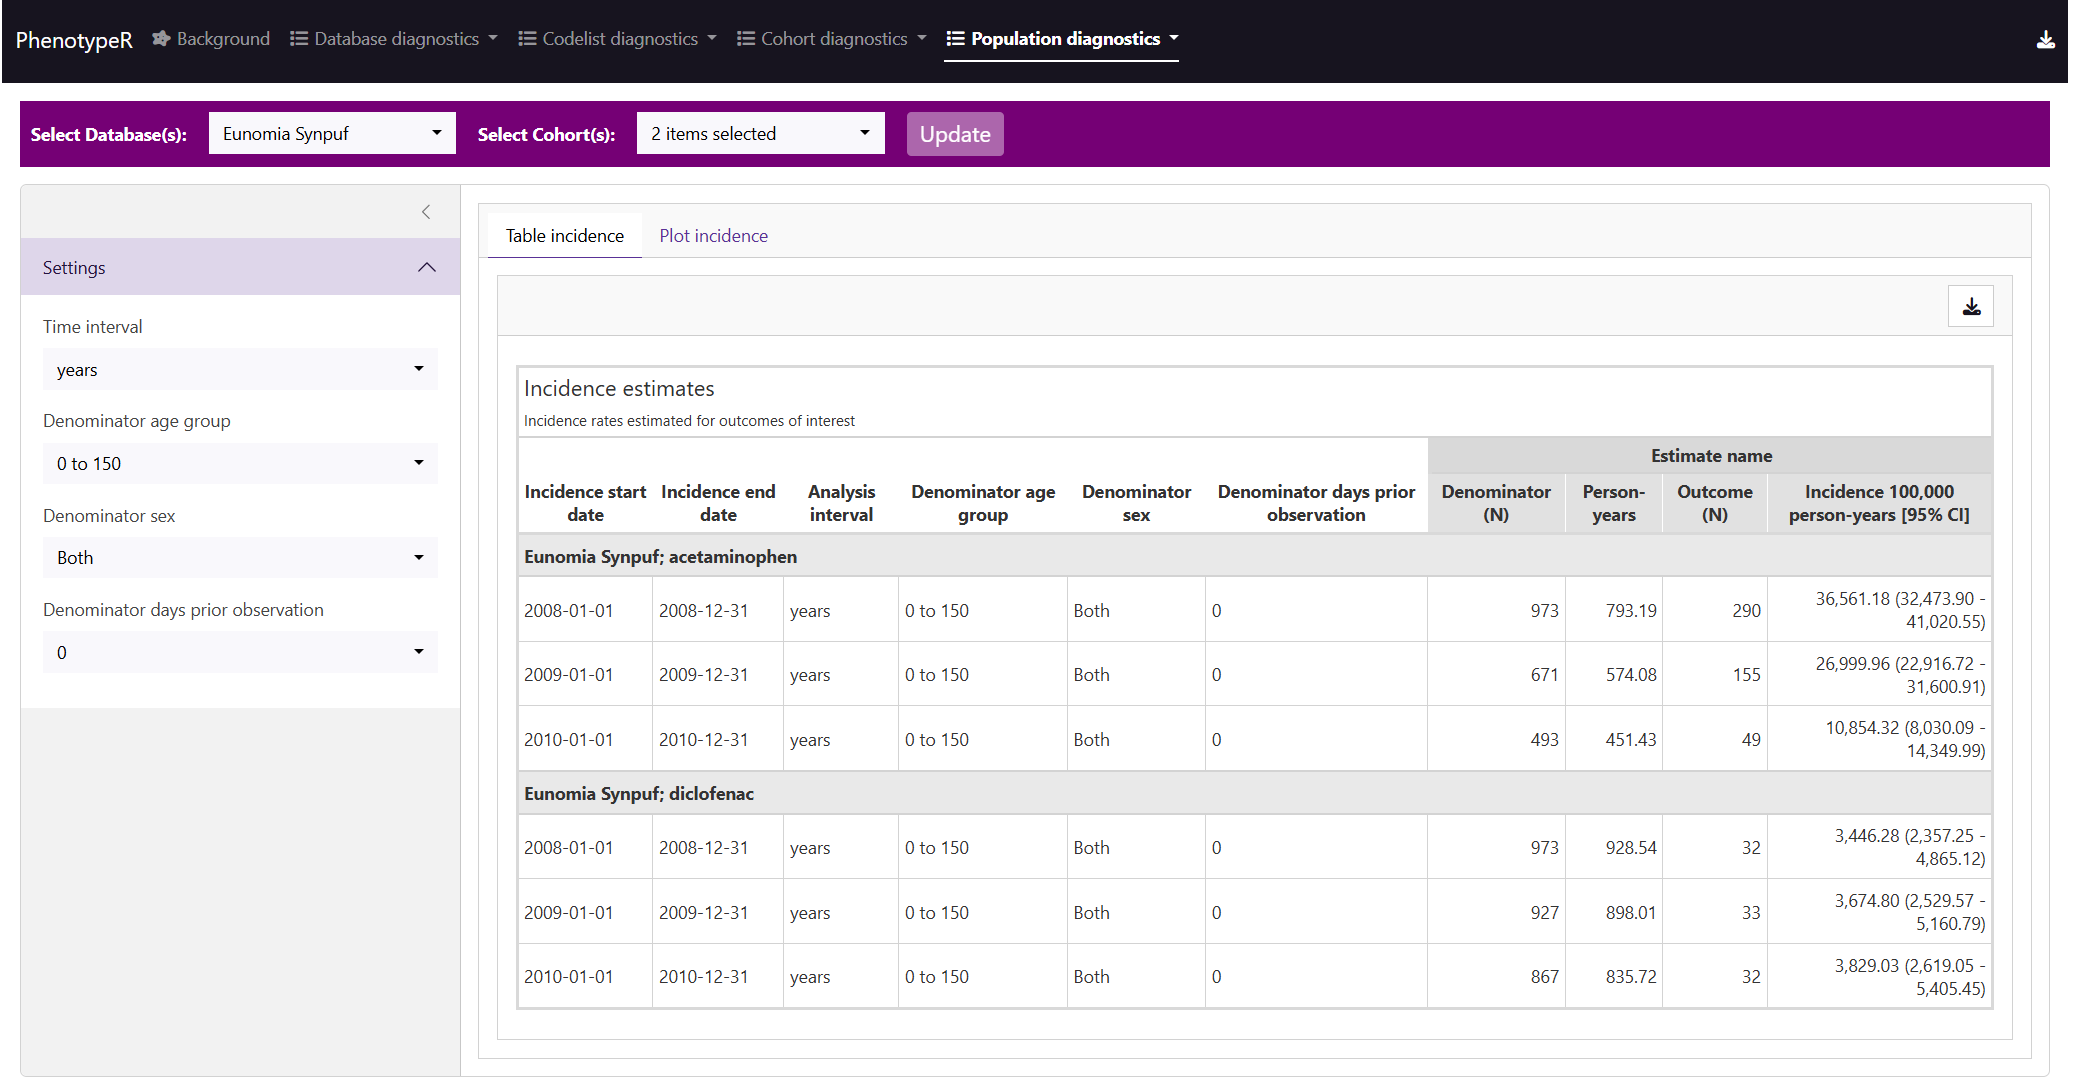 PhenotypeR Background Database diagnostics Codelist diagnostics Cohort diagnostics Population diagnostics
Select Database(s): Eunomia Synpuf Select Cohort(s): 2 items selected Update
Settings
Time interval
years
Denominator age group
0 to 150
Denominator sex
Both
Denominator days prior observation
0
Table incidence Plot incidence
Incidence estimates
Incidence rates estimated for outcomes of interest
Estimate name
Incidence start date Incidence end date Analysis interval Denominator age group Denominator sex Denominator days prior observation Denominator (N) Person-years Outcome (N) Incidence 100,000 person-years [95% CI]
Eunomia Synpuf; acetaminophen
2008-01-01 2008-12-31 years 0 to 150 Both 0 973 793.19 290 36,561.18 (32,473.90 - 41,020.55)
2009-01-01 2009-12-31 years 0 to 150 Both 0 671 574.08 155 26,999.96 (22,916.72 - 31,600.91)
2010-01-01 2010-12-31 years 0 to 150 Both 0 493 451.43 49 10,854.32 (8,030.09 - 14,349.99)
Eunomia Synpuf; diclofenac
2008-01-01 2008-12-31 years 0 to 150 Both 0 973 928.54 32 3,446.28 (2,357.25 - 4,865.12)
2009-01-01 2009-12-31 years 0 to 150 Both 0 927 898.01 33 3,674.80 (2,529.57 - 5,160.79)
2010-01-01 2010-12-31 years 0 to 150 Both 0 867 835.72 32 3,829.03 (2,619.05 - 5,405.45)